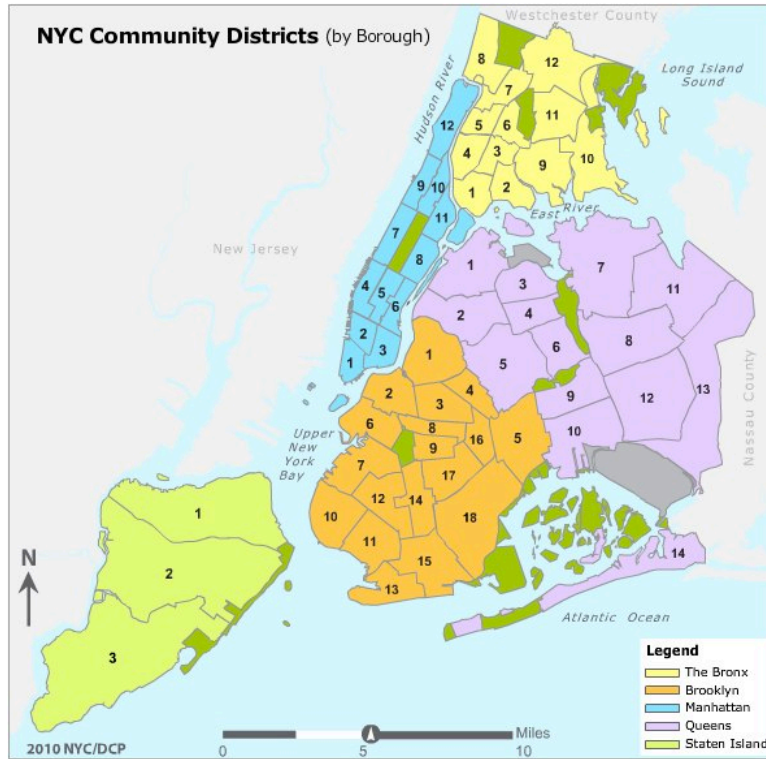 NYC Community Districts (by Borough)
Westchester County
Hudson River
Long Island
Sound
8
12
7
12
11
5
6
4
3
9
10
1
2
9
10
11
East River
7
8
New Jersey
4
5
6
2
3
1
1
7
11
3
2
4
8
6
5
13
9
12
10
Nassau County
1
2
4
3
6
8
5
16
9
Upper
New
York
Bay
7
17
12
14
10
18
11
15
13
1
2
3
N
14
Atlantic Ocean
Legend
The Bronx
Brooklyn
Manhattan
Queens
Staten Island
Miles
0
5
10
2010 NYC/DCP